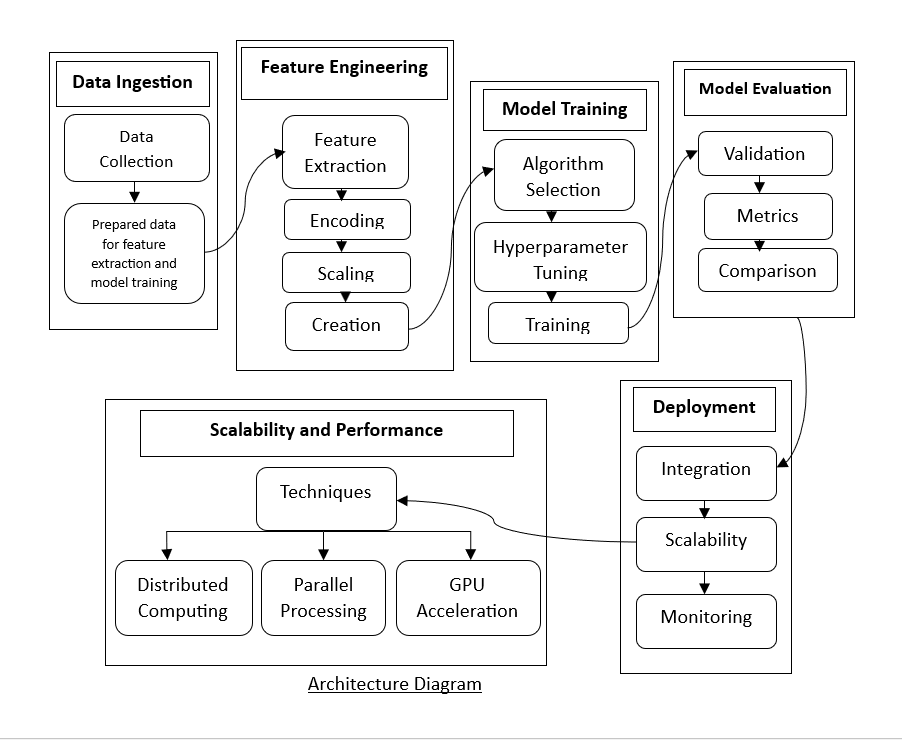 Data Ingestion
Data
Collection
Prepared data
for feature
extraction and
model training
Feature Engineering
Feature
Extraction
Encoding
Scaling
Creation
Model Training
Algorithm
Selection
Hyperparameter
Tuning
Training
Model Evaluation
Validation
Metrics
Comparison
Deployment
Integration
Scalability
Monitoring
Scalability and Performance
Techniques
Distributed
Computing
Parallel
Processing
GPU
Acceleration
Architecture Diagram